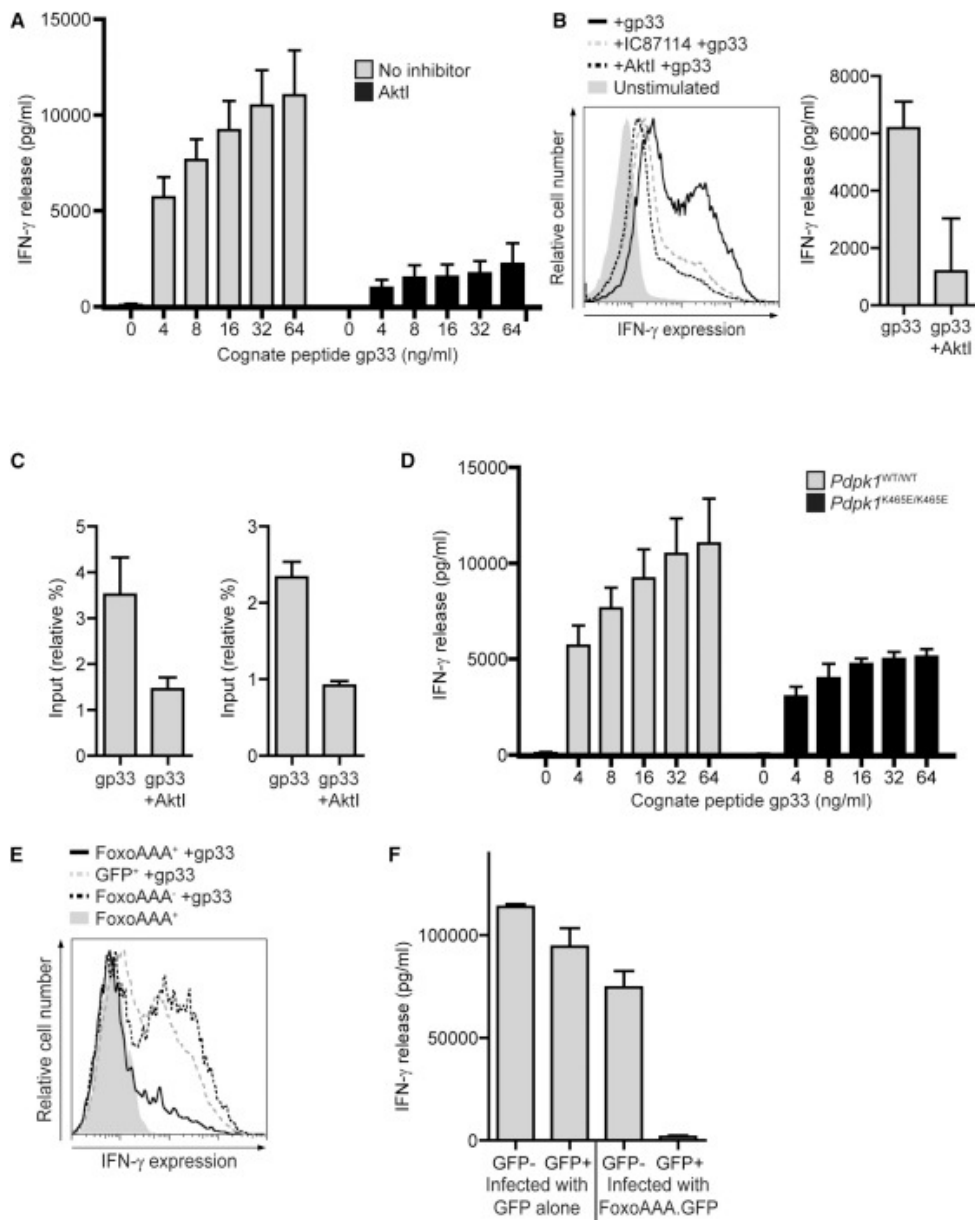 A
15000
10000
5000
0
IFN-γ release (pg/ml)
No inhibitor
AktI
0 4 8 16 32 64 0 4 8 16 32 64
Cognate peptide gp33 (ng/ml)
B
+gp33
+IC87114 +gp33
+AktI +gp33
Unstimulated
Relative cell number
IFN-γ expression
8000
6000
4000
2000
0
IFN-γ release (pg/ml)
gp33 gp33
+AktI
C
5
4
3
2
1
0
Input (relative %)
gp33 gp33
+AktI
3
2
1
0
Input (relative %)
gp33 gp33
+AktI
D
15000
10000
5000
0
IFN-γ release (pg/ml)
Pdpk1WT/WT
Pdpk1K465E/K465E
0 4 8 16 32 64 0 4 8 16 32 64
Cognate peptide gp33 (ng/ml)
E
FoxoAAA+ +gp33
GFP+ +gp33
FoxoAAA- +gp33
FoxoAAA+
Relative cell number
IFN-γ expression
F
100000
50000
0
IFN-γ release (pg/ml)
GFP- GFP+ GFP- GFP+
Infected with Infected with
GFP alone FoxoAAA.GFP